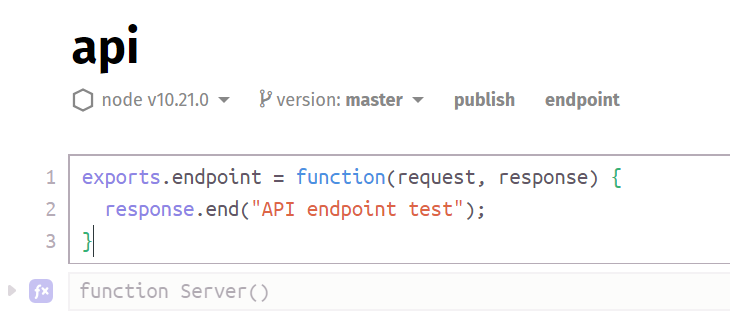 api
node v10.21.0 version: master publish endpoint
1 exports.endpoint = function(request, response) {
2 response.end("API endpoint test");
3 }
fx function Server()